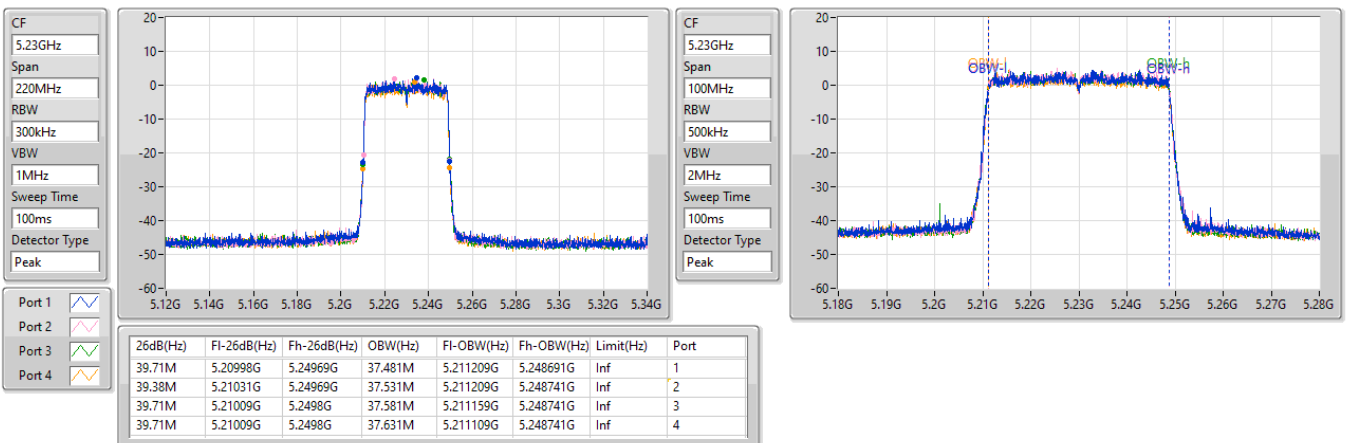 CF
5.23GHz
Span
220MHz
RBW
300kHz
VBW
1MHz
Sweep Time
100ms
Detector Type
Peak
20
10
0
-10
-20
-30
-40
-50
-60
5.12G 5.14G 5.16G 5.18G 5.2G 5.22G 5.24G 5.26G 5.28G 5.3G 5.32G 5.34G
CF
5.23GHz
Span
100MHz
RBW
500kHz
VBW
2MHz
Sweep Time
100ms
Detector Type
Peak
20
10
0
-10
-20
-30
-40
-50
-60
OBW-l OBW-h
5.18G 5.19G 5.2G 5.21G 5.22G 5.23G 5.24G 5.25G 5.26G 5.27G 5.28G
Port 1
Port 2
Port 3
Port 4
26dB(Hz) Fl-26dB(Hz) Fh-26dB(Hz) OBW(Hz) Fl-OBW(Hz) Fh-OBW(Hz) Limit(Hz) Port
39.71M 5.20998G 5.24969G 37.481M 5.211209G 5.248691G Inf 1
39.38M 5.21031G 5.24969G 37.531M 5.211209G 5.248741G Inf 2
39.71M 5.21009G 5.2498G 37.581M 5.211159G 5.248741G Inf 3
39.71M 5.21009G 5.2498G 37.631M 5.211109G 5.248741G Inf 4